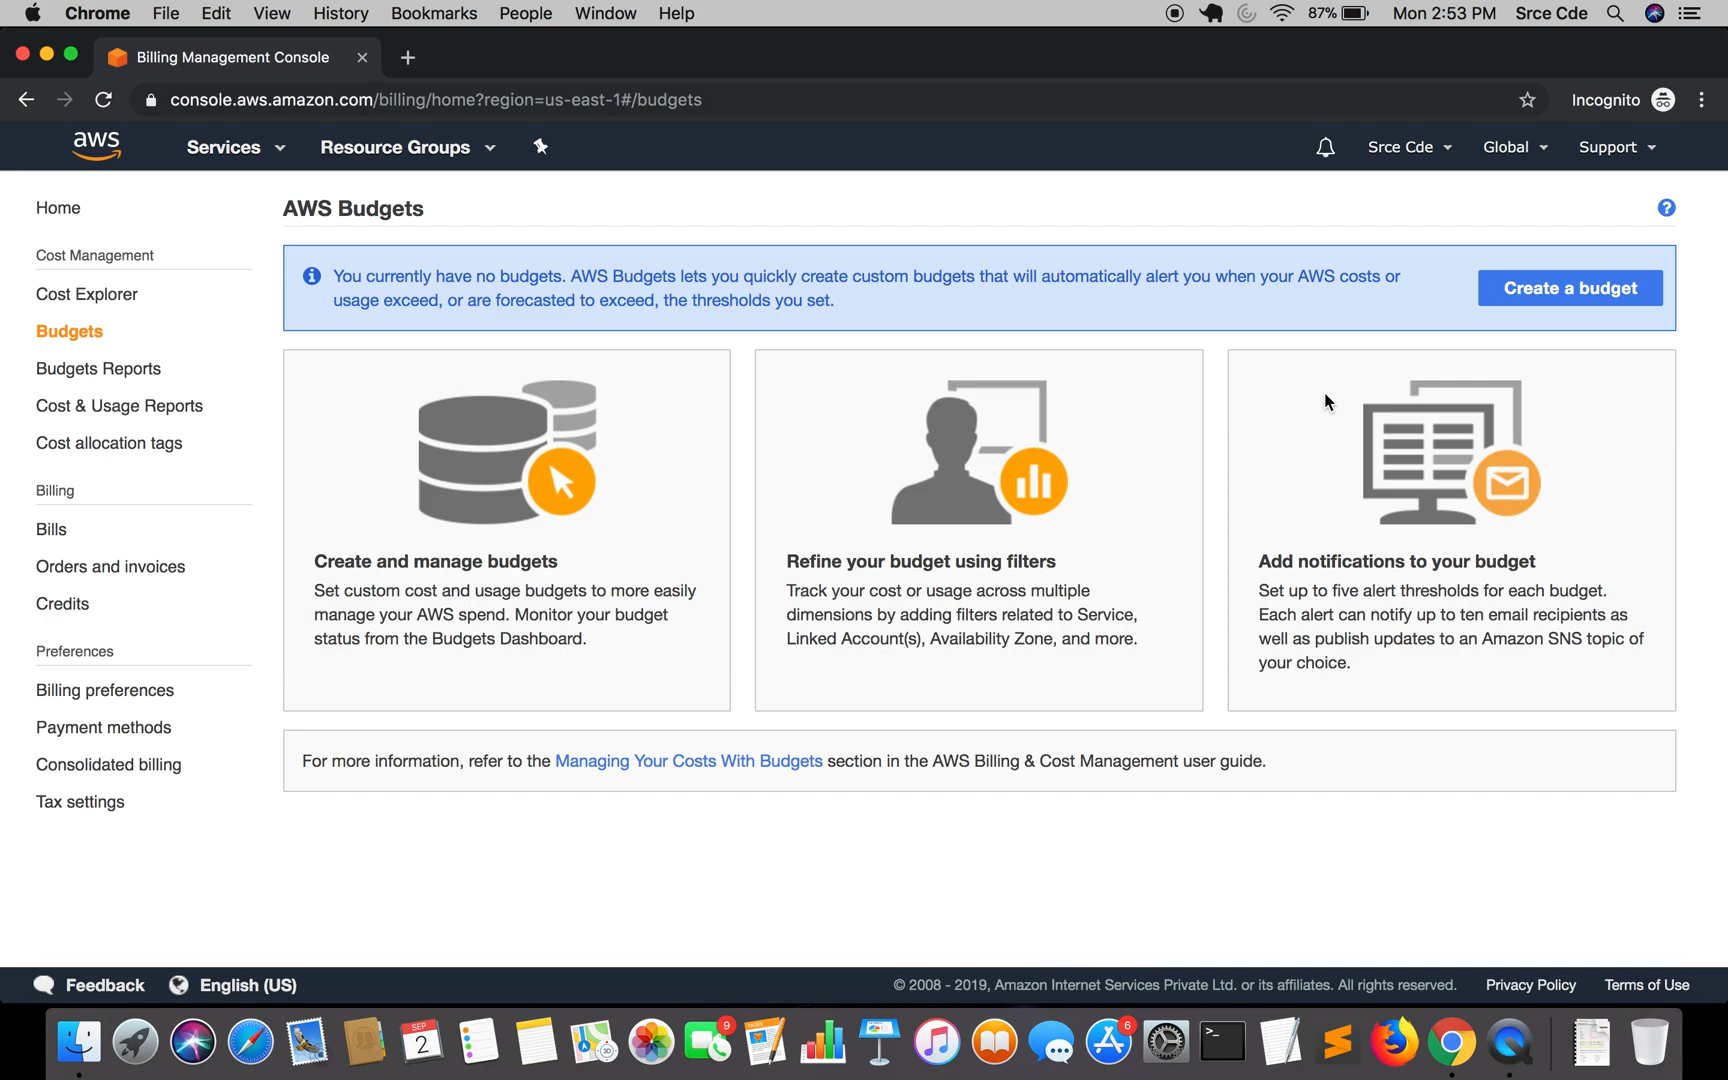 Chrome File Edit View History Bookmarks People Window Help 87% Mon 2:53 PM Srce Cde
Billing Management Console
console.aws.amazon.com/billing/home?region=us-east-1#/budgets Incognito
aws Services Resource Groups Srce Cde Global Support
Home
Cost Management
Cost Explorer
Budgets
Budgets Reports
Cost & Usage Reports
Cost allocation tags
Billing
Bills
Orders and invoices
Credits
Preferences
Billing preferences
Payment methods
Consolidated billing
Tax settings
AWS Budgets
?
You currently have no budgets. AWS Budgets lets you quickly create custom budgets that will automatically alert you when your AWS costs or
usage exceed, or are forecasted to exceed, the thresholds you set.
Create a budget
Create and manage budgets
Set custom cost and usage budgets to more easily
manage your AWS spend. Monitor your budget
status from the Budgets Dashboard.
Refine your budget using filters
Track your cost or usage across multiple
dimensions by adding filters related to Service,
Linked Account(s), Availability Zone, and more.
Add notifications to your budget
Set up to five alert thresholds for each budget.
Each alert can notify up to ten email recipients as
well as publish updates to an Amazon SNS topic of
your choice.
For more information, refer to the Managing Your Costs With Budgets section in the AWS Billing & Cost Management user guide.
Feedback English (US) © 2008 - 2019, Amazon Internet Services Private Ltd. or its affiliates. All rights reserved. Privacy Policy Terms of Use
SEP
2
3D
9
6